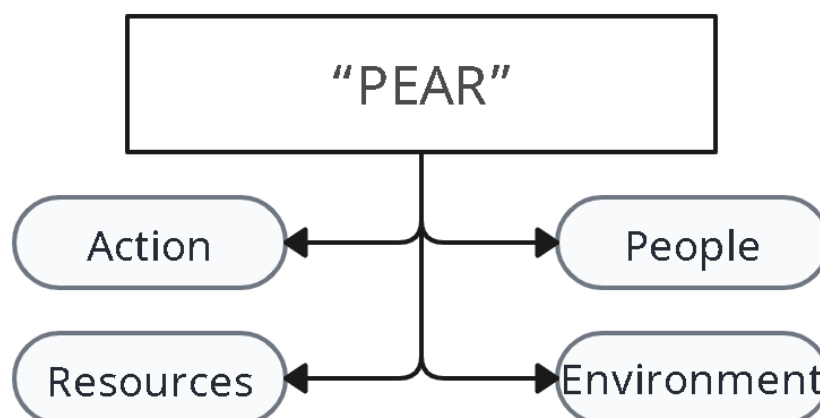 “PEAR”
Action
People
Resources
Environment